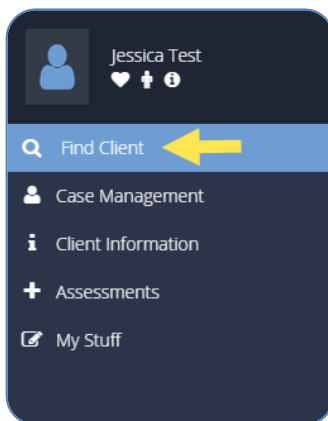 Jessica Test
Find Client
Case Management
Client Information
Assessments
My Stuff